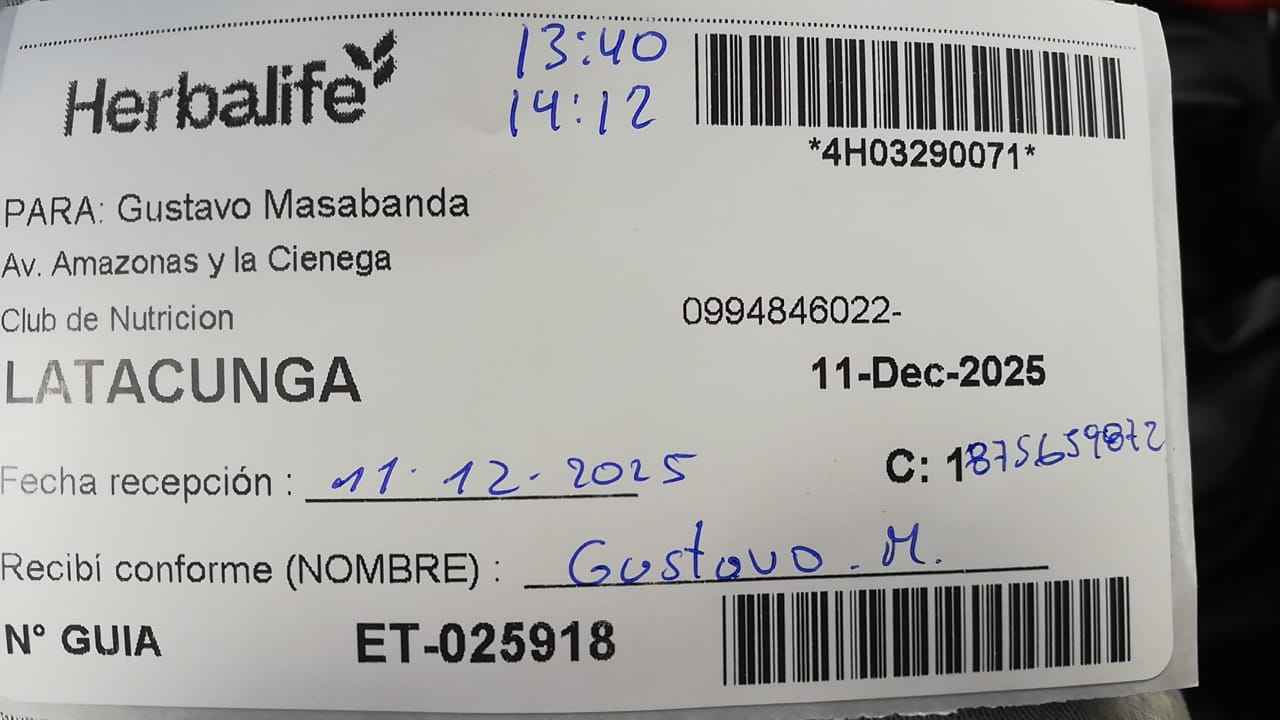 Herbalife
13:40
14:12
*4H03290071*
PARA: Gustavo Masabanda
Av. Amazonas y la Cienega
Club de Nutricion
0994846022-
LATACUNGA
11-Dec-2025
Fecha recepción : 11.12.2025
C: 1875659872
Recibí conforme (NOMBRE) : Gustavo. M.
N° GUIA ET-025918